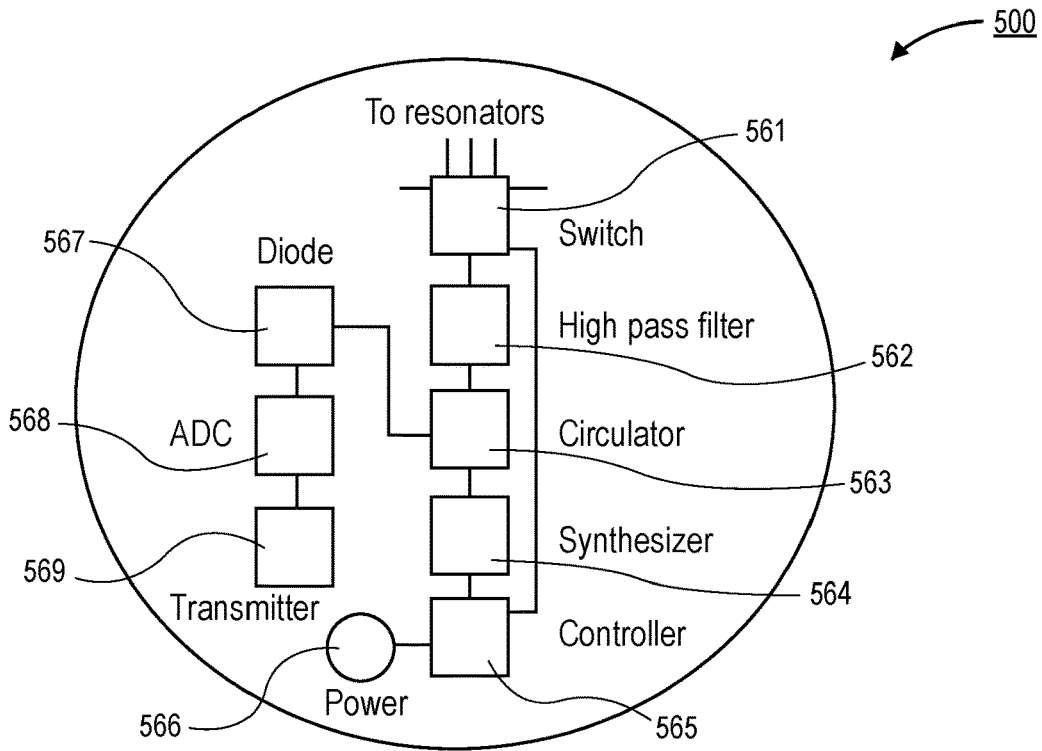 500
To resonators
561
Switch
567
Diode
High pass filter
562
568
ADC
Circulator
563
569
Synthesizer
564
Transmitter
Controller
566
Power
565